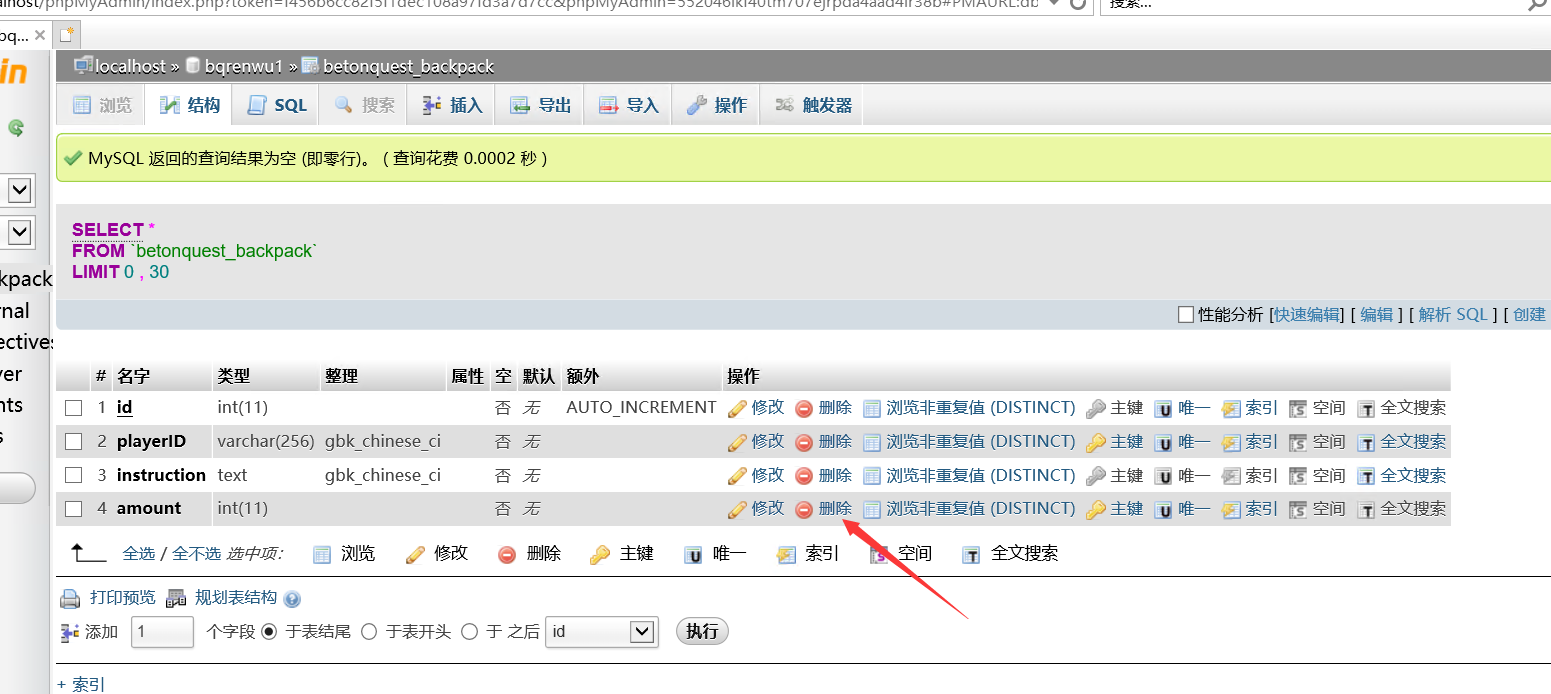 搜索...
bq...
in
localhost » bqrenwu1 » betonquest_backpack
浏览 结构 SQL 搜索 插入 导出 导入 操作 触发器
MySQL 返回的查询结果为空 (即零行)。 ( 查询花费 0.0002 秒 )
SELECT *
FROM `betonquest_backpack`
LIMIT 0 , 30
kpack
rnal
ectives
yer
nts
s
性能分析 [快速编辑] [ 编辑 ] [ 解析 SQL ] [ 创建
# 名字 类型 整理 属性 空 默认 额外 操作
1 id int(11) 否 无 AUTO_INCREMENT 修改 删除 浏览非重复值 (DISTINCT) 主键 唯一 索引 空间 全文搜索
2 playerID varchar(256) gbk_chinese_ci 否 无 修改 删除 浏览非重复值 (DISTINCT) 主键 唯一 索引 空间 全文搜索
3 instruction text gbk_chinese_ci 否 无 修改 删除 浏览非重复值 (DISTINCT) 主键 唯一 索引 空间 全文搜索
4 amount int(11) 否 无 修改 删除 浏览非重复值 (DISTINCT) 主键 唯一 索引 空间 全文搜索
全选 / 全不选 选中项: 浏览 修改 删除 主键 唯一 索引 空间 全文搜索
打印预览 规划表结构
添加 1 个字段 于表结尾 于表开头 于 之后 id 执行
+ 索引